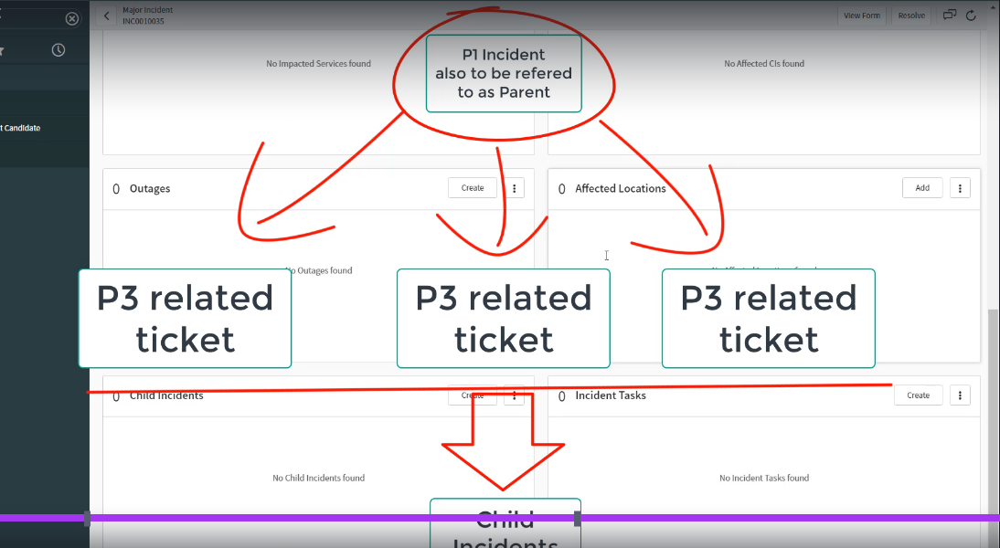 Major Incident
INC0010035
View Form
Resolve
t Candidate
No Impacted Services found
No Affected CIs found
P1 Incident
also to be refered
to as Parent
0 Outages
Create
0 Affected Locations
Add
No Outages found
P3 related
ticket
P3 related
ticket
P3 related
ticket
0 Child Incidents
Create
0 Incident Tasks
Create
No Child Incidents found
No Incident Tasks found
Child
Incidents